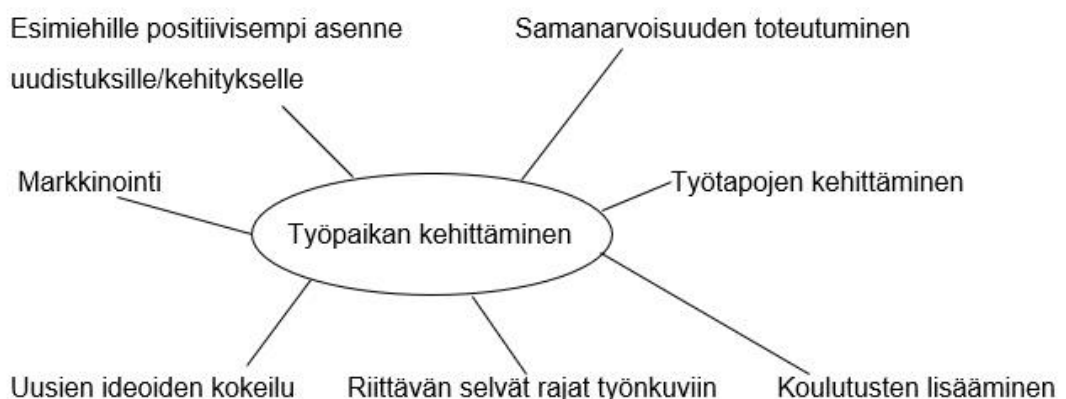 Esimiehille positiivisempi asenne
uudistuksille/kehitykselle
Samanarvoisuuden toteutuminen
Markkinointi
Työtapojen kehittäminen
Työpaikan kehittäminen
Uusien ideoiden kokeilu
Riittävän selvät rajat työnkuviin
Koulutusten lisääminen